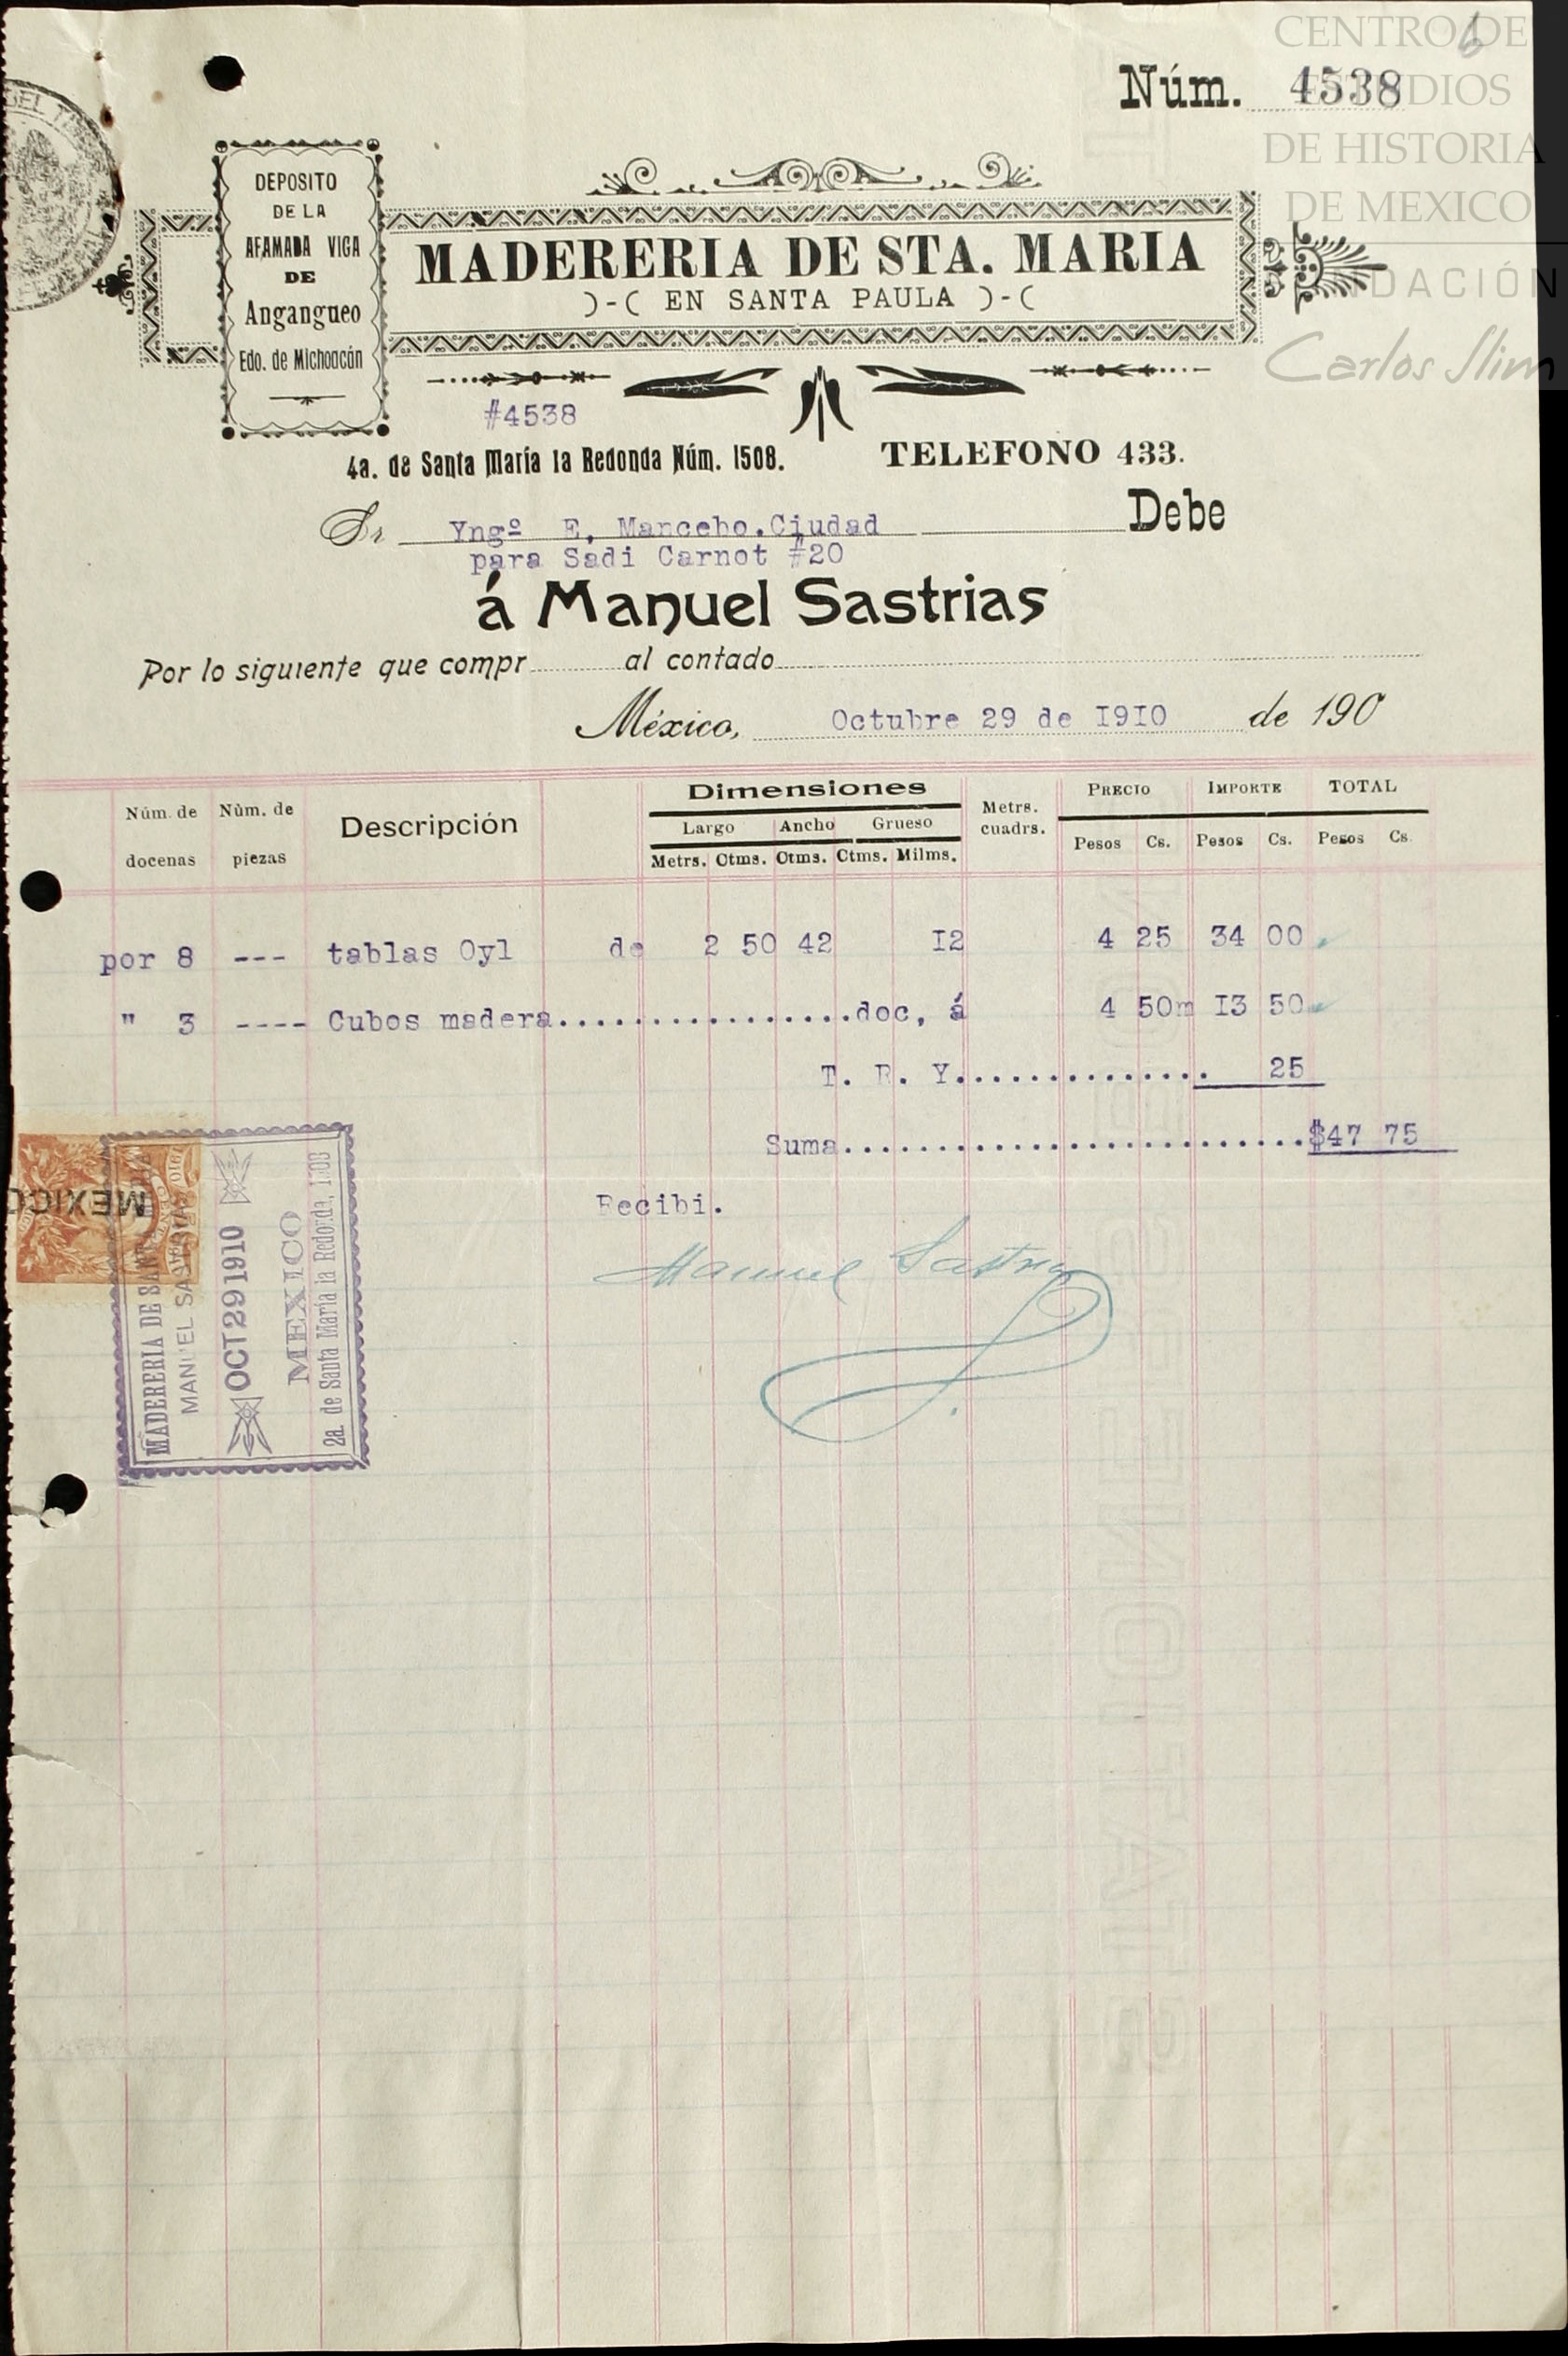 CENTRO DE
ESTUDIOS
DE HISTORIA
DE MEXICO
FUNDACIÓN
Carlos Slim
6
Núm. 4538
DEPOSITO
DE LA
AFAMADA VIGA
DE
Angangueo
Edo. de Michoacán
MADERERIA DE STA. MARIA
)-( EN SANTA PAULA )-(
#4538
4a. de Santa María la Redonda Núm. 1508. TELEFONO 433.
Sr Yngº E, Mancebo.Ciudad Debe
para Sadi Carnot #20
á Manuel Sastrias
Por lo siguiente que compr al contado
México, Octubre 29 de I9I0 de 190
Núm. de docenas Núm. de piezas Descripción Dimensiones Metrs. cuadrs. PRECIO IMPORTE TOTAL
Largo Ancho Grueso
Metrs. Ctms. Ctms. Ctms. Milms. Pesos Cs. Pesos Cs. Pesos Cs.
por 8 --- tablas Oyl de 2 50 42 I2 4 25 34 00
" 3 ---- Cubos madera................doc, á 4 50m I3 50
T. R. Y............... 25
Suma..........................$47 75
Recibi.
Manuel Sastrias
MEXICO
MADERERIA DE SANTA MARIA
MANUEL SASTRIAS
OCT 29 1910
MEXICO
2a. de Santa María la Redonda, 1508